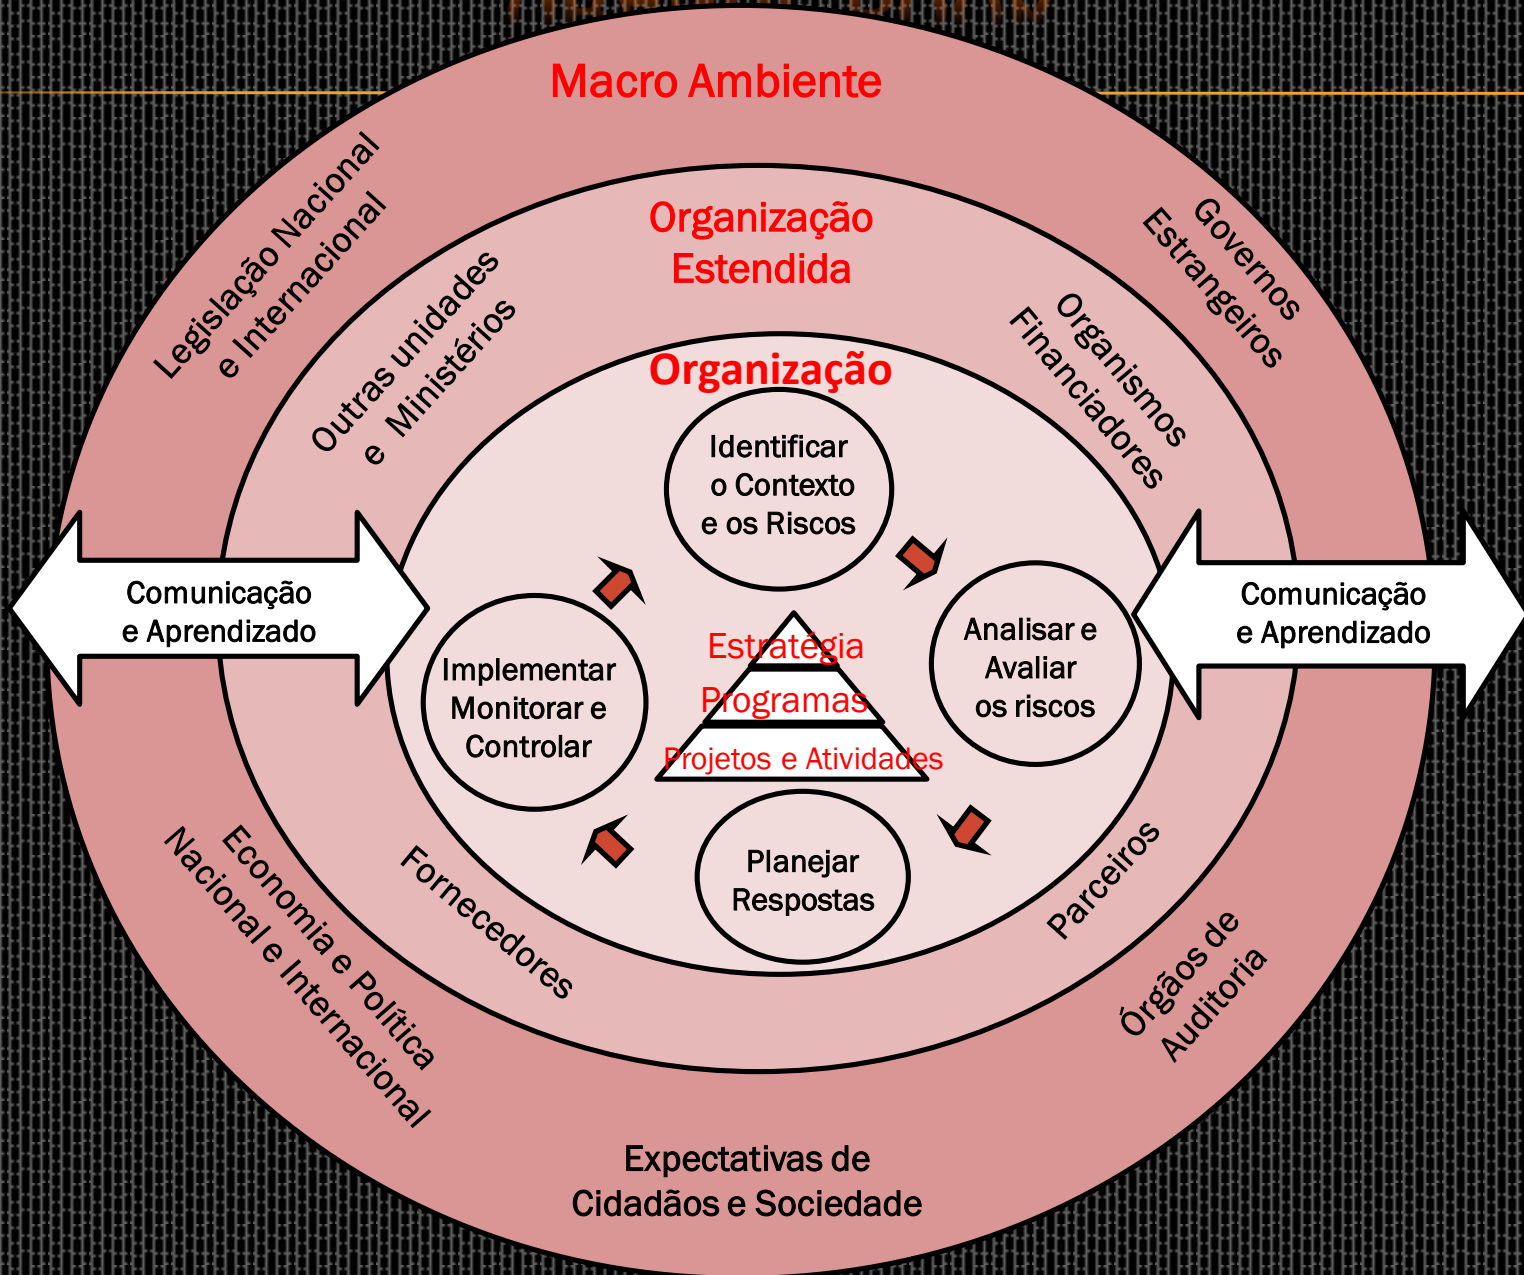 Macro Ambiente
Legislação Nacional
e Internacional
Governos
Estrangeiros
Organização
Estendida
Outras unidades
e Ministérios
Organismos
Financiadores
Organização
Identificar
o Contexto
e os Riscos
Comunicação
e Aprendizado
Comunicação
e Aprendizado
Implementar
Monitorar e
Controlar
Estratégia
Programas
Projetos e Atividades
Analisar e
Avaliar
os riscos
Planejar
Respostas
Fornecedores
Parceiros
Economia e Política
Nacional e Internacional
Órgãos de
Auditoria
Expectativas de
Cidadãos e Sociedade